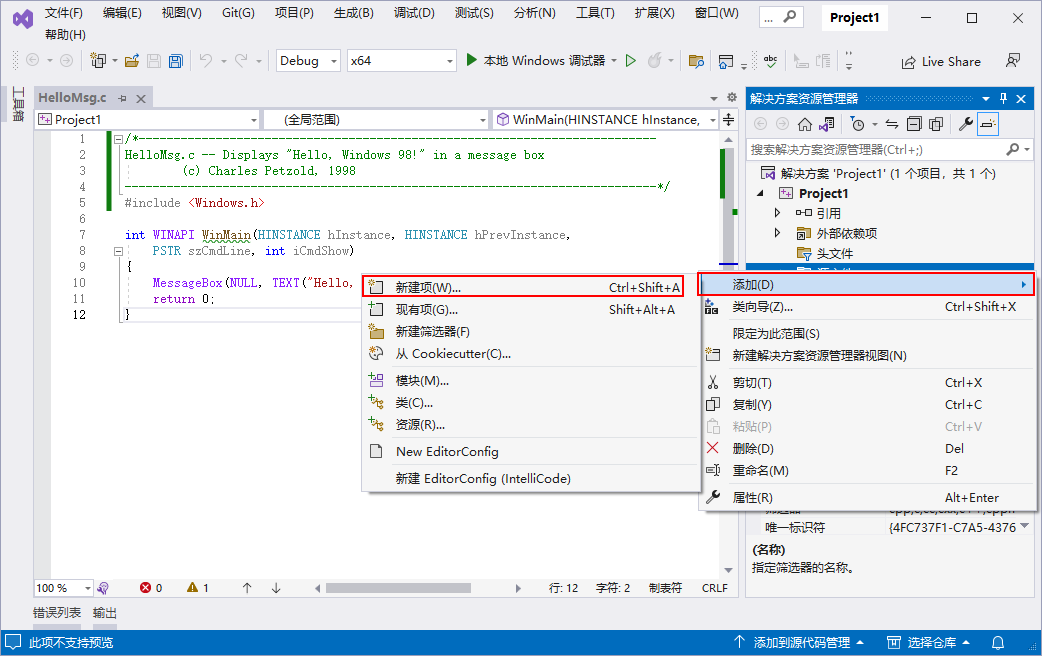 文件(F) 编辑(E) 视图(V) Git(G) 项目(P) 生成(B) 调试(D) 测试(S) 分析(N) 工具(T) 扩展(X) 窗口(W) ... Project1
帮助(H)
Debug x64 本地 Windows 调试器 abc Live Share
工具箱
HelloMsg.c
Project1 (全局范围) WinMain(HINSTANCE hInstance,
1 /*---------------------------------------------------------------
2 HelloMsg.c -- Displays "Hello, Windows 98!" in a message box
3 (c) Charles Petzold, 1998
4 ---------------------------------------------------------------*/
5 #include <Windows.h>
6
7 int WINAPI WinMain(HINSTANCE hInstance, HINSTANCE hPrevInstance,
8 PSTR szCmdLine, int iCmdShow)
9 {
10 MessageBox(NULL, TEXT("Hello,
11 return 0;
12 }
解决方案资源管理器
搜索解决方案资源管理器(Ctrl+;)
解决方案 'Project1' (1 个项目，共 1 个)
Project1
引用
外部依赖项
头文件
新建项(W)... Ctrl+Shift+A
现有项(G)... Shift+Alt+A
新建筛选器(F)
从 Cookiecutter(C)...
模块(M)...
类(C)...
资源(R)...
New EditorConfig
新建 EditorConfig (IntelliCode)
添加(D)
类向导(Z)... Ctrl+Shift+X
限定为此范围(S)
新建解决方案资源管理器视图(N)
剪切(T) Ctrl+X
复制(Y) Ctrl+C
粘贴(P) Ctrl+V
删除(D) Del
重命名(M) F2
属性(R) Alt+Enter
唯一标识符 {4FC737F1-C7A5-4376
(名称)
指定筛选器的名称。
100 % 0 1 行: 12 字符: 2 制表符 CRLF
错误列表 输出
此项不支持预览 添加到源代码管理 选择仓库